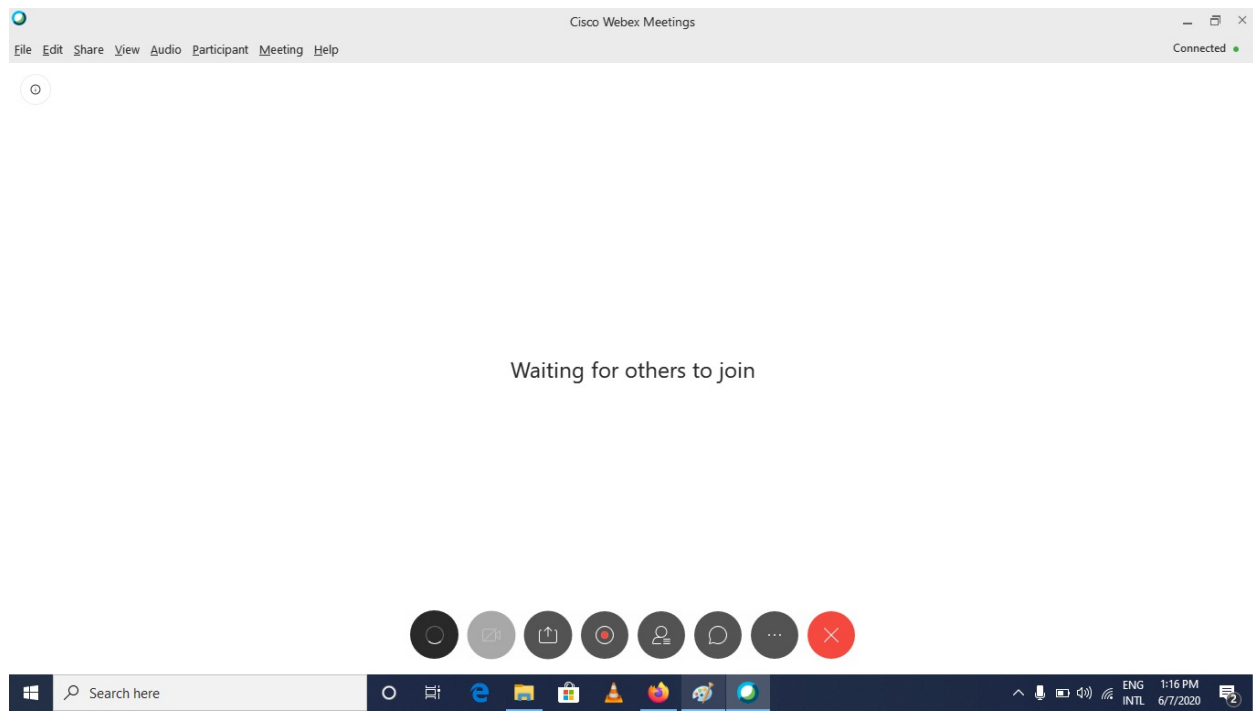 Cisco Webex Meetings
File Edit Share View Audio Participant Meeting Help
Connected
Waiting for others to join
Search here
ENG 1:16 PM
INTL 6/7/2020
2